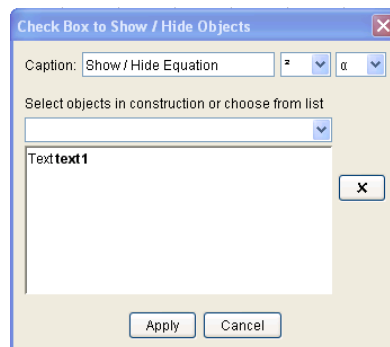 Check Box to Show / Hide Objects
Caption: Show / Hide Equation ² α
Select objects in construction or choose from list
Text text1
x
Apply Cancel